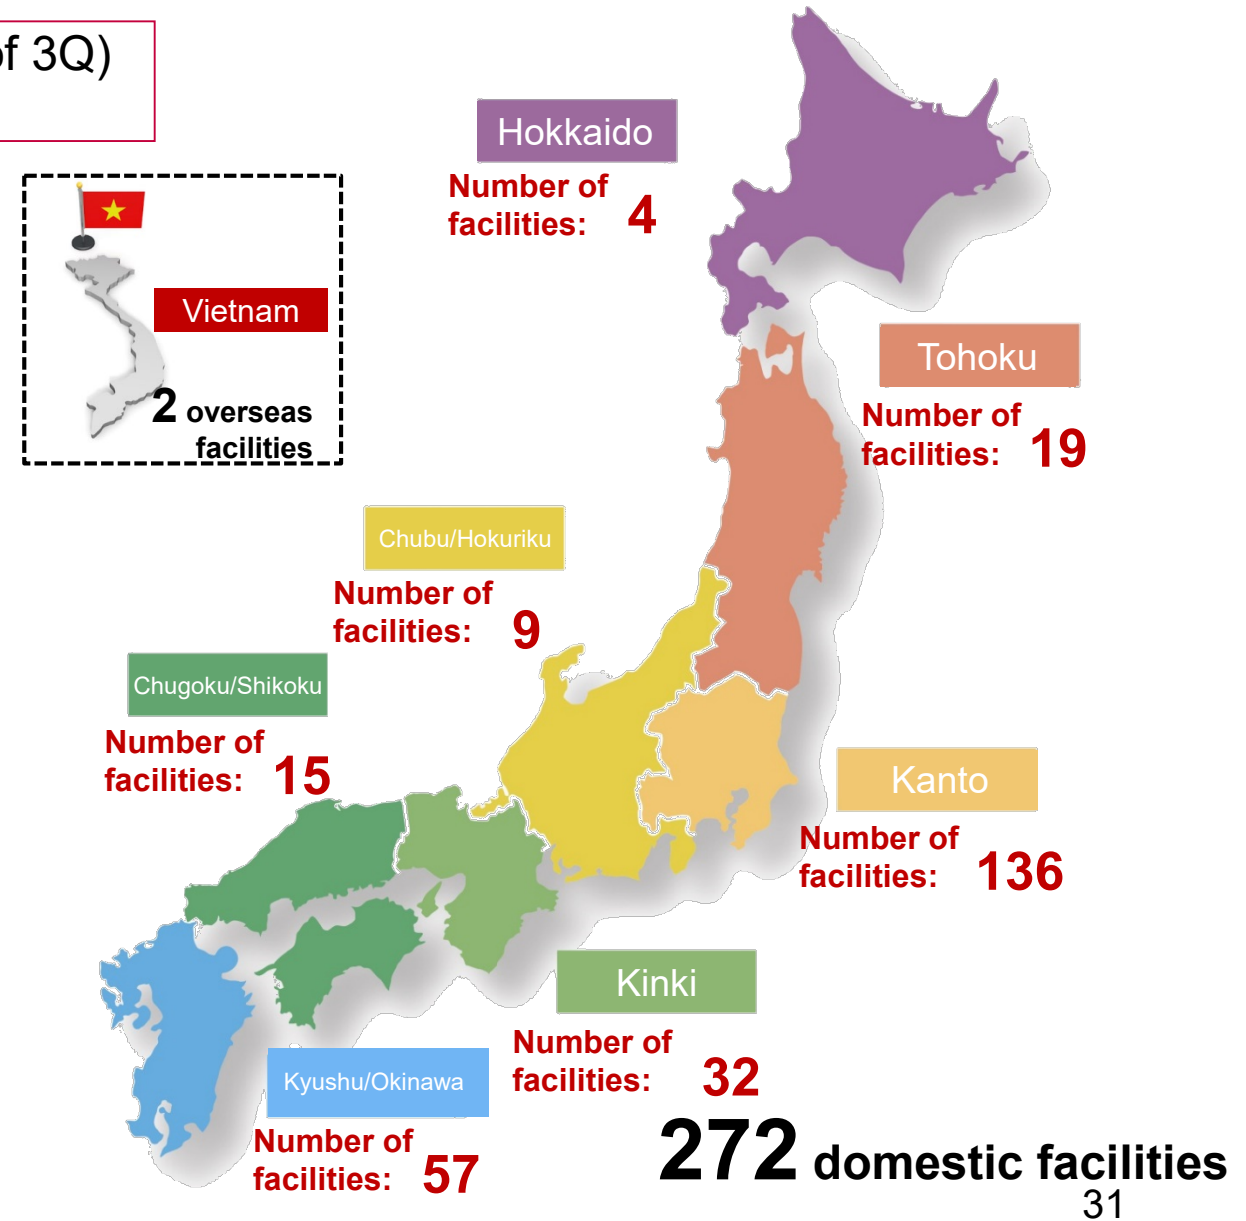 of 3Q)
Hokkaido
Number of
facilities: 4
Vietnam
2 overseas
facilities
Tohoku
Number of
facilities: 19
Chubu/Hokuriku
Number of
facilities: 9
Chugoku/Shikoku
Number of
facilities: 15
Kanto
Number of
facilities: 136
Kinki
Number of
facilities: 32
Kyushu/Okinawa
Number of
facilities: 57
272 domestic facilities
31